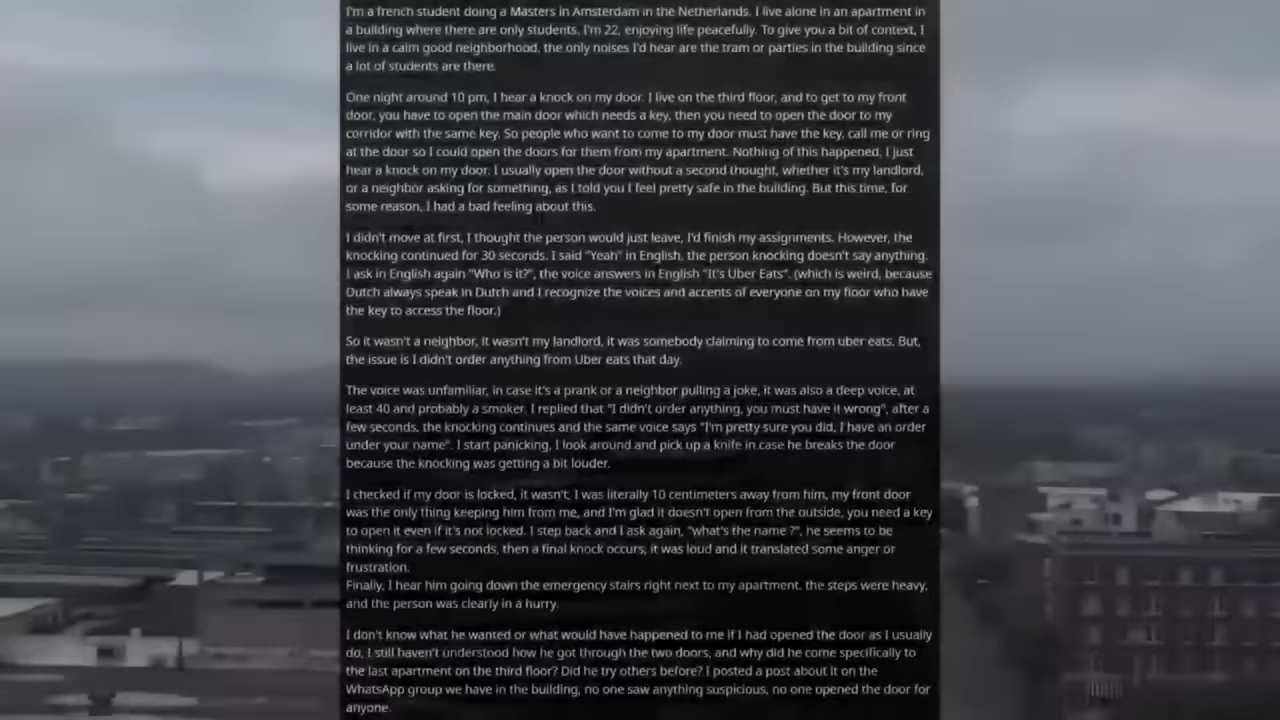 I'm a french student doing a Masters in Amsterdam in the Netherlands. I live alone in an apartment in
a building where there are only students. I'm 22, enjoying life peacefully. To give you a bit of context, I
live in a calm good neighborhood, the only noises I'd hear are the tram or parties in the building since
a lot of students are there.
One night around 10 pm, I hear a knock on my door. I live on the third floor, and to get to my front
door, you have to open the main door which needs a key, then you need to open the door to my
corridor with the same key. So people who want to come to my door must have the key, call me or ring
at the door so I could open the doors for them from my apartment. Nothing of this happened, I just
hear a knock on my door. I usually open the door without a second thought, whether it's my landlord,
or a neighbor asking for something, as I told you I feel pretty safe in the building. But this time, for
some reason, I had a bad feeling about this.
I didn't move at first, I thought the person would just leave, I'd finish my assignments. However, the
knocking continued for 30 seconds. I said "Yeah" in English, the person knocking doesn't say anything.
I ask in English again "Who is it?", the voice answers in English "It's Uber Eats". (which is weird, because
Dutch always speak in Dutch and I recognize the voices and accents of everyone on my floor who have
the key to access the floor.)
So it wasn't a neighbor, it wasn't my landlord, it was somebody claiming to come from uber eats. But,
the issue is I didn't order anything from Uber eats that day.
The voice was unfamiliar, in case it's a prank or a neighbor pulling a joke, it was also a deep voice, at
least 40 and probably a smoker. I replied that "I didn't order anything, you must have it wrong", after a
few seconds, the knocking continues and the same voice says "I'm pretty sure you did, I have an order
under your name". I start panicking, I look around and pick up a knife in case he breaks the door
because the knocking was getting a bit louder.
I checked if my door is locked, it wasn't, I was literally 10 centimeters away from him, my front door
was the only thing keeping him from me, and I'm glad it doesn't open from the outside, you need a key
to open it even if it's not locked. I step back and I ask again, "what's the name ?", he seems to be
thinking for a few seconds, then a final knock occurs, it was loud and it translated some anger or
frustration.
Finally, I hear him going down the emergency stairs right next to my apartment, the steps were heavy,
and the person was clearly in a hurry.
I don't know what he wanted or what would have happened to me if I had opened the door as I usually
do, I still haven't understood how he got through the two doors, and why did he come specifically to
the last apartment on the third floor? Did he try others before? I posted a post about it on the
WhatsApp group we have in the building, no one saw anything suspicious, no one opened the door for
anyone.